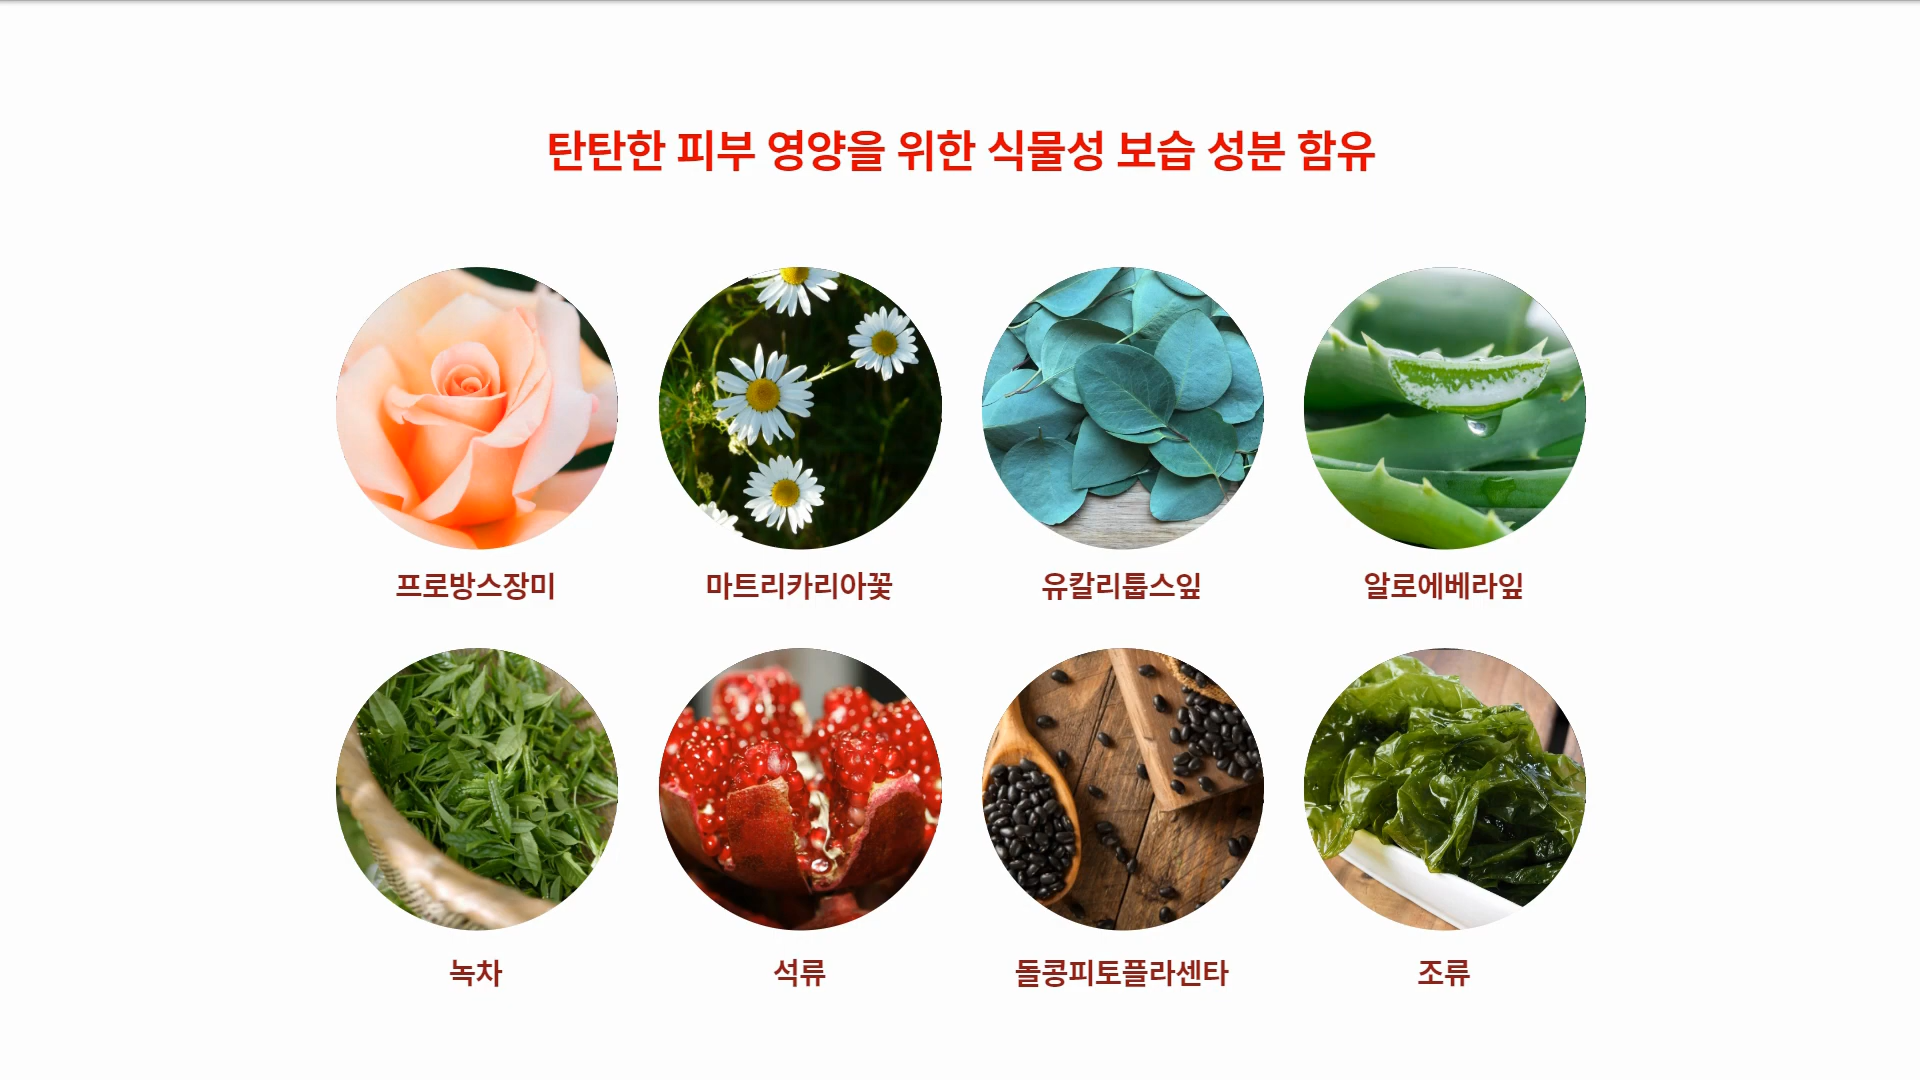 탄탄한 피부 영양을 위한 식물성 보습 성분 함유
프로방스장미
마트리카리아꽃
유칼리툽스잎
알로에베라잎
녹차
석류
돌콩피토플라센타
조류